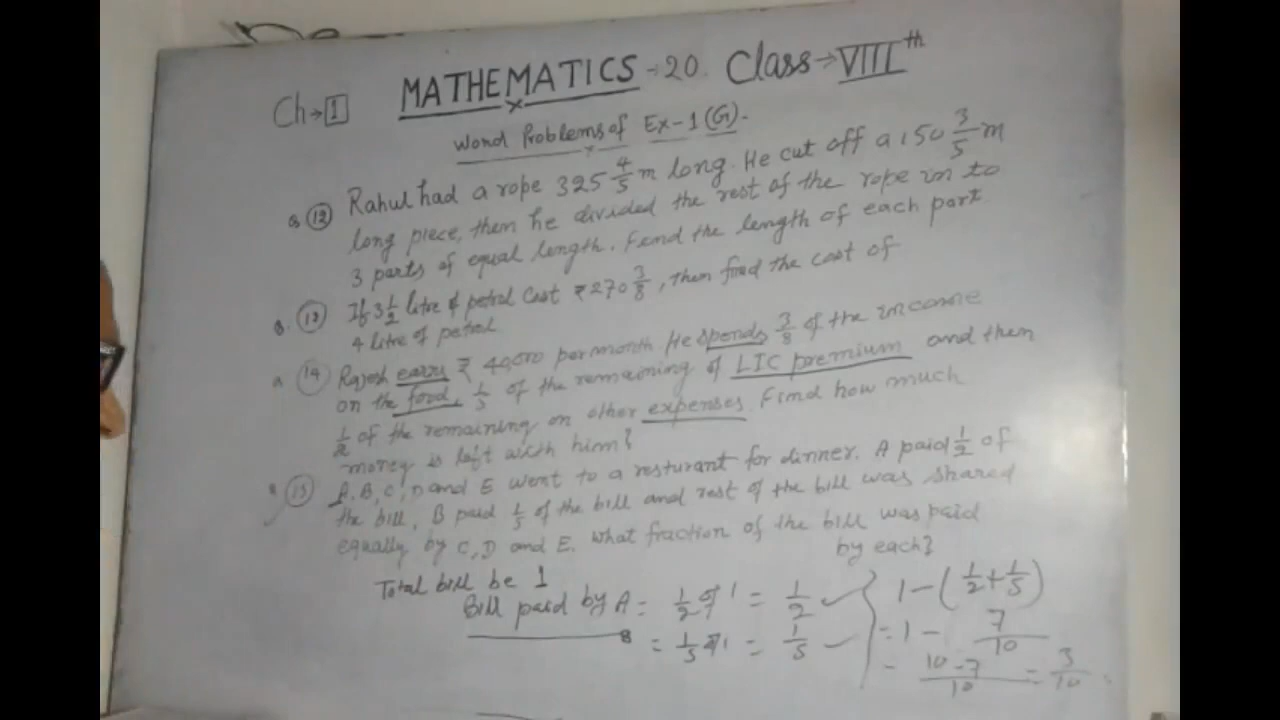 Ch→1 MATHEMATICS→20. Class→VIIIth
Word Problems of Ex-1(G).
Q (12) Rahul had a rope 325 4/5 m long. He cut off a 150 3/5 m
long piece, then he divided the rest of the rope in to
3 parts of equal length. Find the length of each part.
Q. (13) If 3 1/2 litre of petrol cost ₹270 3/8, then find the cost of
4 litre of petrol
(14) Rajesh earns ₹ per month He spends 3/8 of the income
on the food, 1/5 of the remaining of LIC premium and then
1/2 of the remaining on other expenses. Find how much
money is left with him?
(15) A, B, C, D and E went to a resturant for dinner. A paid 1/2 of
the bill, B paid 1/5 of the bill and rest of the bill was shared
equally by C, D and E. What fraction of the bill was paid
by each?
Total bill be 1
Bill paid by A = 1/2 of 1 = 1/2 ✓ } 1 - (1/2 + 1/5)
B = 1/5 of 1 = 1/5 ✓ = 1 - 7/10
= 10-7/10 = 3/10